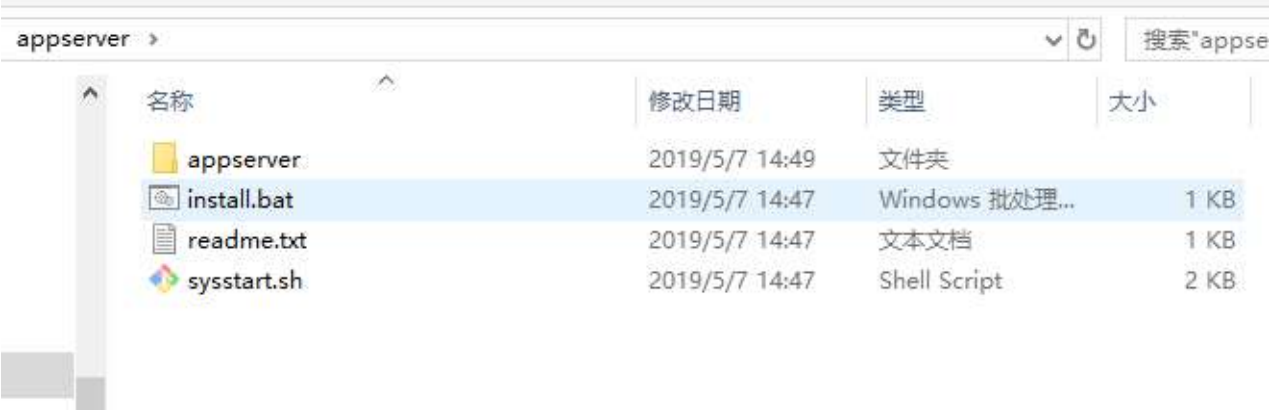 appserver > 搜索"appse
名称 修改日期 类型 大小
appserver 2019/5/7 14:49 文件夹
install.bat 2019/5/7 14:47 Windows 批处理... 1 KB
readme.txt 2019/5/7 14:47 文本文档 1 KB
sysstart.sh 2019/5/7 14:47 Shell Script 2 KB